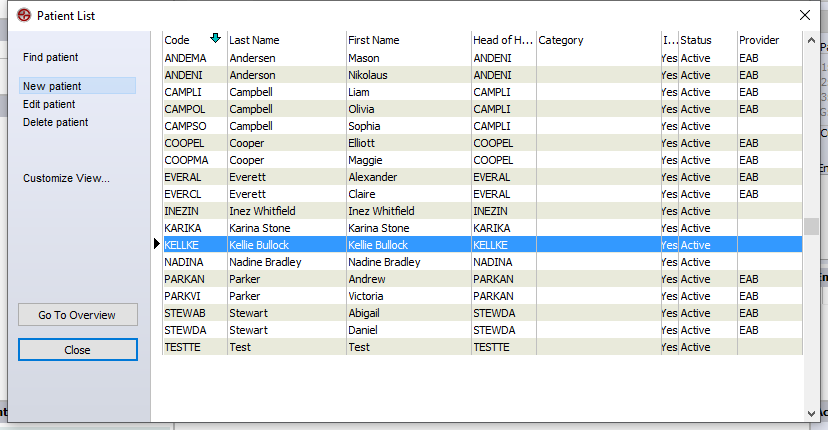 Patient List
Find patient
New patient
Edit patient
Delete patient
Customize View...
Go To Overview
Close
Code Last Name First Name Head of H... Category I... Status Provider
ANDEMA Andersen Mason ANDENI Yes Active EAB
ANDENI Anderson Nikolaus ANDENI Yes Active EAB
CAMPLI Campbell Liam CAMPLI Yes Active EAB
CAMPOL Campbell Olivia CAMPLI Yes Active EAB
CAMPSO Campbell Sophia CAMPLI Yes Active
COOPEL Cooper Elliott COOPEL Yes Active EAB
COOPMA Cooper Maggie COOPEL Yes Active EAB
EVERAL Everett Alexander EVERAL Yes Active EAB
EVERCL Everett Claire EVERAL Yes Active EAB
INEZIN Inez Whitfield Inez Whitfield INEZIN Yes Active
KARIKA Karina Stone Karina Stone KARIKA Yes Active
KELLKE Kellie Bullock Kellie Bullock KELLKE Yes Active
NADINA Nadine Bradley Nadine Bradley NADINA Yes Active
PARKAN Parker Andrew PARKAN Yes Active EAB
PARKVI Parker Victoria PARKAN Yes Active EAB
STEWAB Stewart Abigail STEWDA Yes Active EAB
STEWDA Stewart Daniel STEWDA Yes Active EAB
TESTTE Test Test TESTTE Yes Active